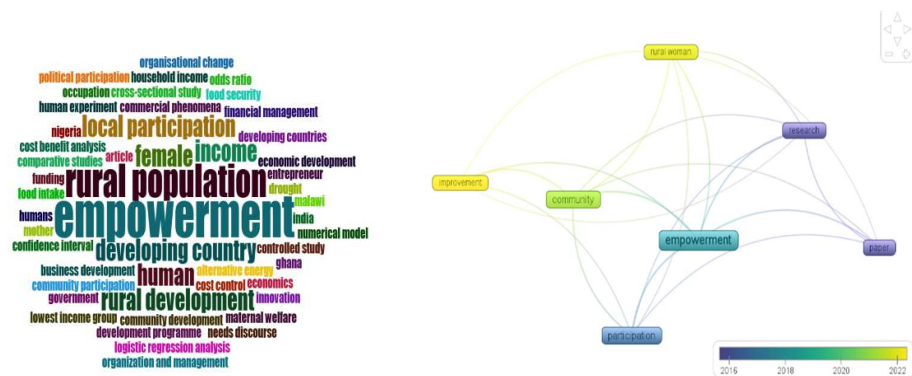 organisational change
political participation household income odds ratio
occupation cross-sectional study food security
human experiment commercial phenomena financial management
nigeria local participation developing countries
cost benefit analysis
comparative studies article female income economic development
funding rural population entrepreneur
food intake drought
malawi
humans empowerment india
mother numerical model
confidence interval developing country controlled study
business development human alternative energy ghana
community participation cost control economics
government rural development innovation
lowest income group community development maternal welfare
development programme needs discourse
logistic regression analysis
organization and management
rural woman
research
improvement
community
empowerment
paper
participation
2016 2018 2020 2022